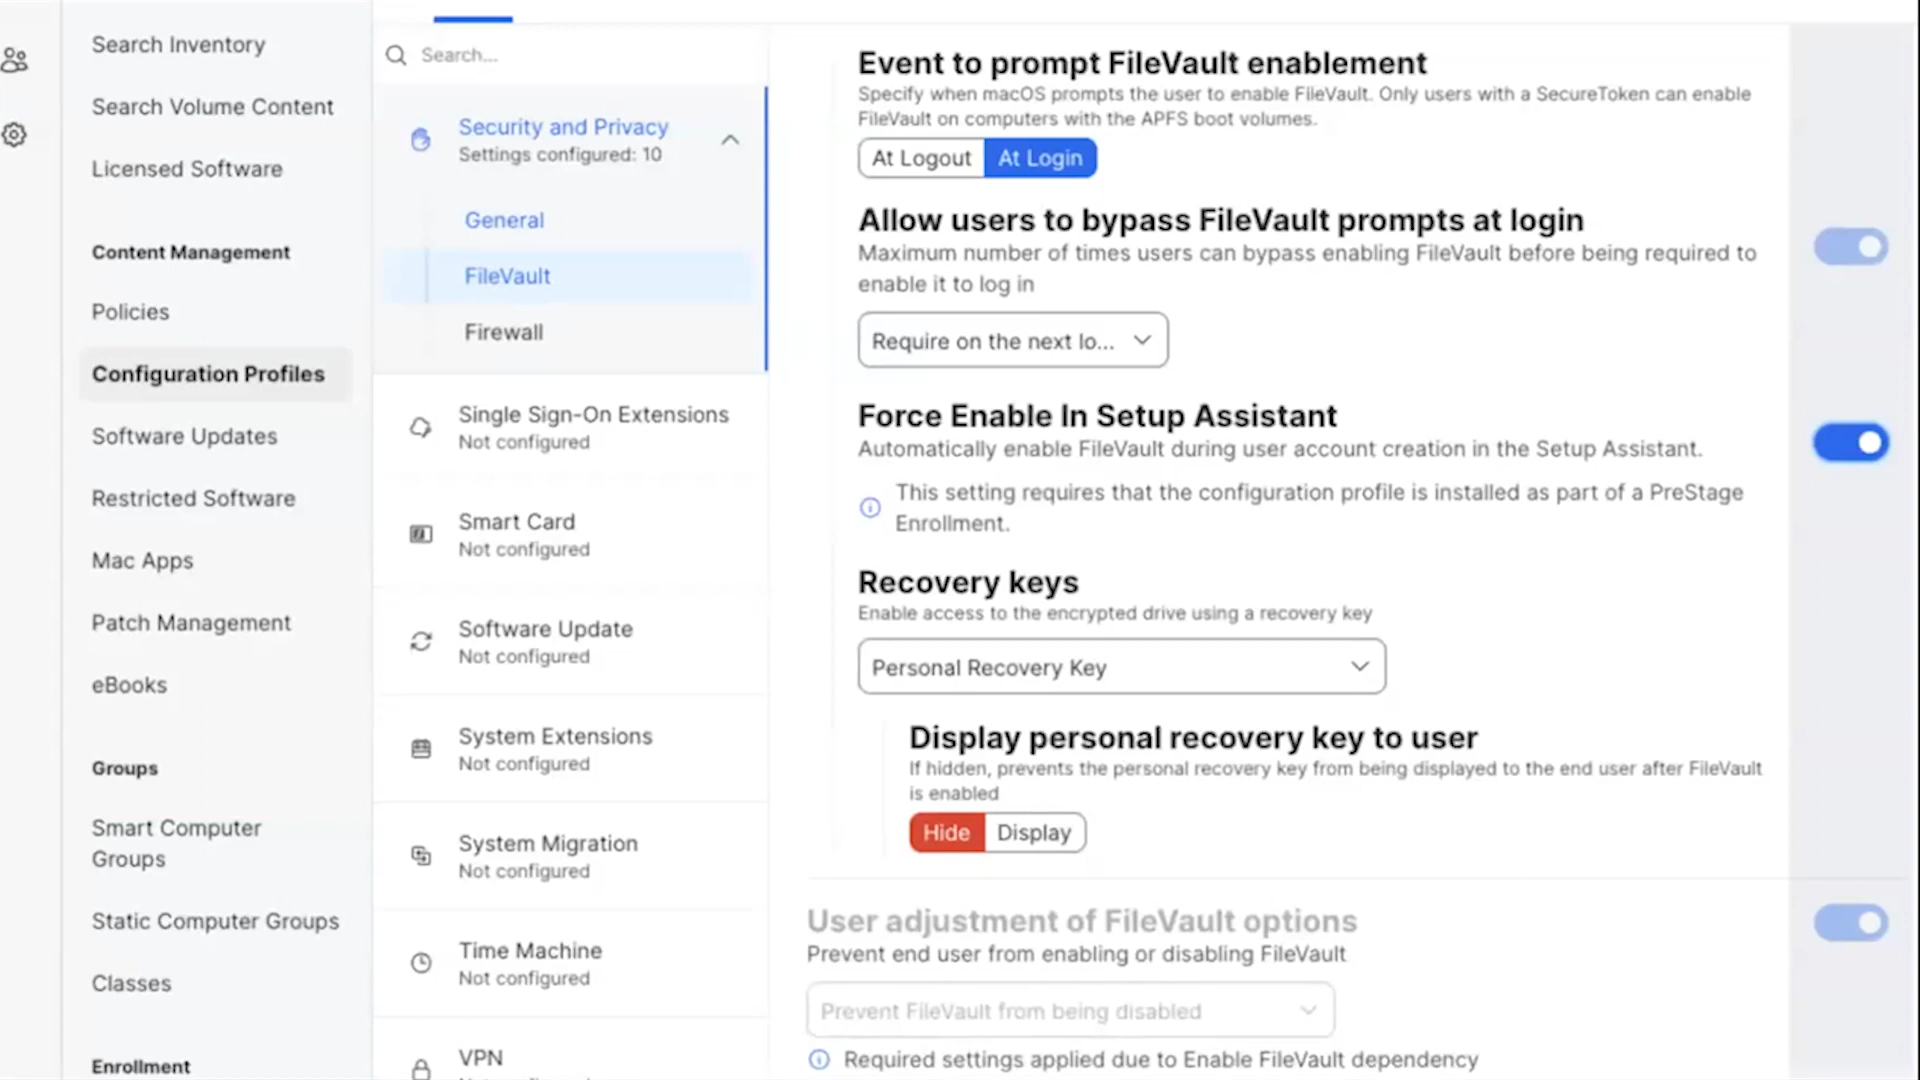 Search Inventory
Search Volume Content
Licensed Software
Content Management
Policies
Configuration Profiles
Software Updates
Restricted Software
Mac Apps
Patch Management
eBooks
Groups
Smart Computer
Groups
Static Computer Groups
Classes
Enrollment
Search...
Security and Privacy
Settings configured: 10
General
FileVault
Firewall
Single Sign-On Extensions
Not configured
Smart Card
Not configured
Software Update
Not configured
System Extensions
Not configured
System Migration
Not configured
Time Machine
Not configured
VPN
Event to prompt FileVault enablement
Specify when macOS prompts the user to enable FileVault. Only users with a SecureToken can enable
FileVault on computers with the APFS boot volumes.
At Logout At Login
Allow users to bypass FileVault prompts at login
Maximum number of times users can bypass enabling FileVault before being required to
enable it to log in
Require on the next lo...
Force Enable In Setup Assistant
Automatically enable FileVault during user account creation in the Setup Assistant.
This setting requires that the configuration profile is installed as part of a PreStage
Enrollment.
Recovery keys
Enable access to the encrypted drive using a recovery key
Personal Recovery Key
Display personal recovery key to user
If hidden, prevents the personal recovery key from being displayed to the end user after FileVault
is enabled
Hide Display
User adjustment of FileVault options
Prevent end user from enabling or disabling FileVault
Prevent FileVault from being disabled
Required settings applied due to Enable FileVault dependency